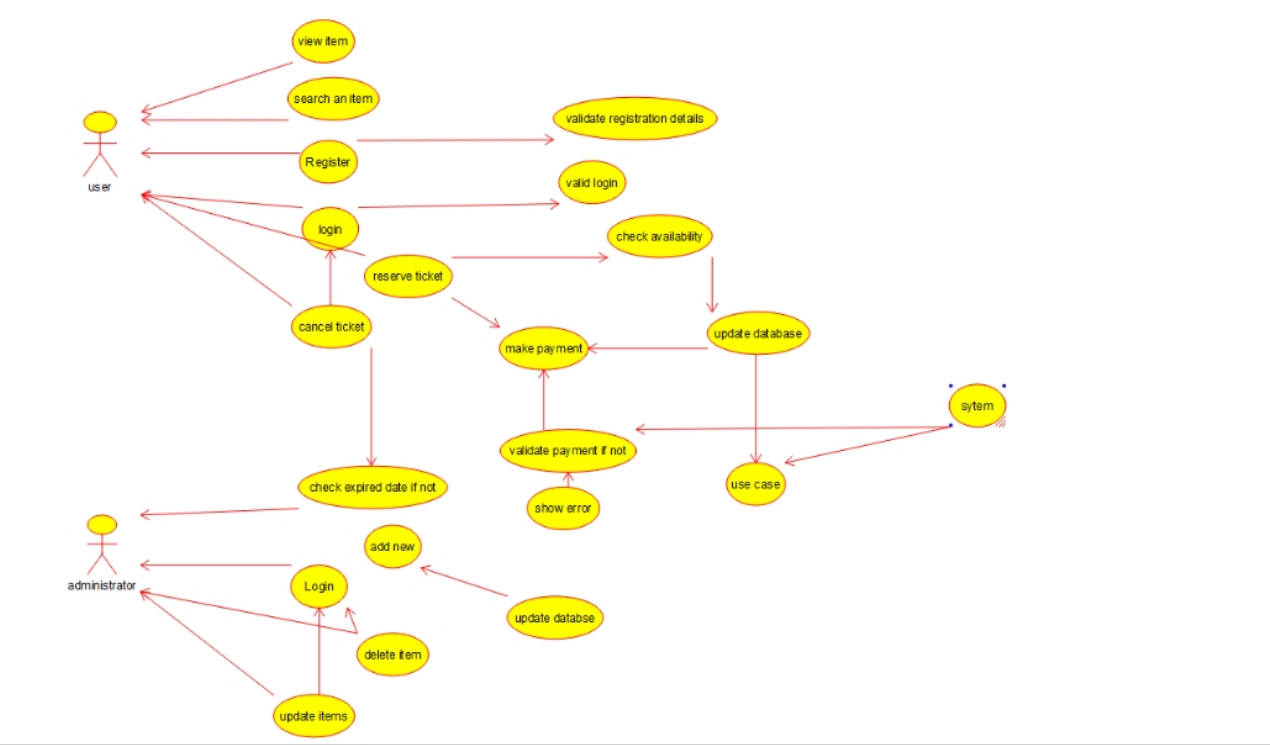 view item
search an item
validate registration details
Register
user
valid login
login
check availability
reserve ticket
cancel ticket
update database
make payment
sytem
validate payment if not
use case
check expired date if not
show error
add new
administrator
Login
update databse
delete item
update items